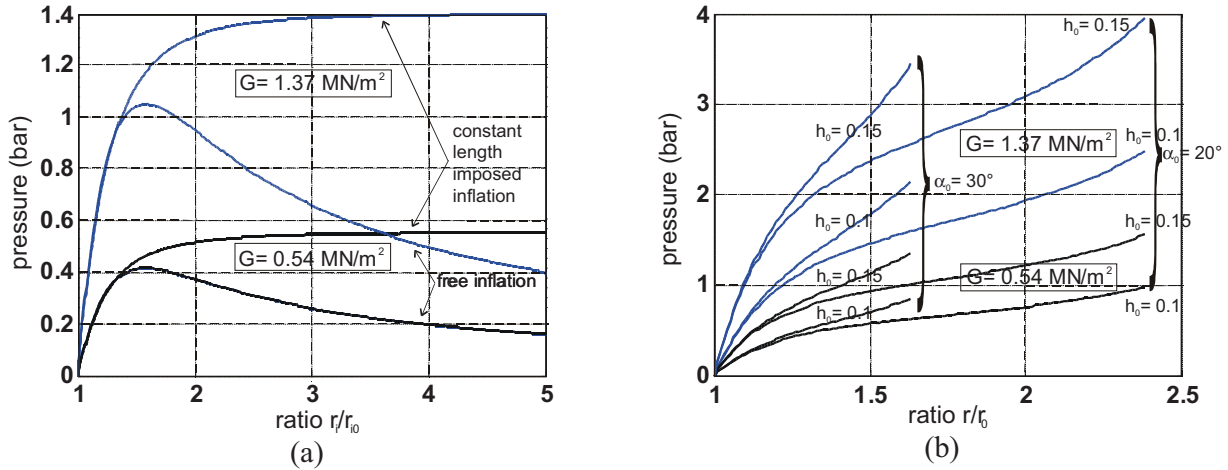 1.4
1.2
1
0.8
0.6
0.4
0.2
0
pressure (bar)
G= 1.37 MN/m²
constant
length
imposed
inflation
G= 0.54 MN/m²
free inflation
1 2 3 4 5
ratio rᵢ/rᵢ₀
(a)
4
3
2
1
0
pressure (bar)
h₀= 0.15
h₀= 0.15
G= 1.37 MN/m²
h₀= 0.1
α₀= 20°
α₀= 30°
h₀= 0.1
h₀= 0.15
h₀= 0.15
G= 0.54 MN/m²
h₀= 0.1
h₀= 0.1
1 1.5 2 2.5
ratio r/r₀
(b)